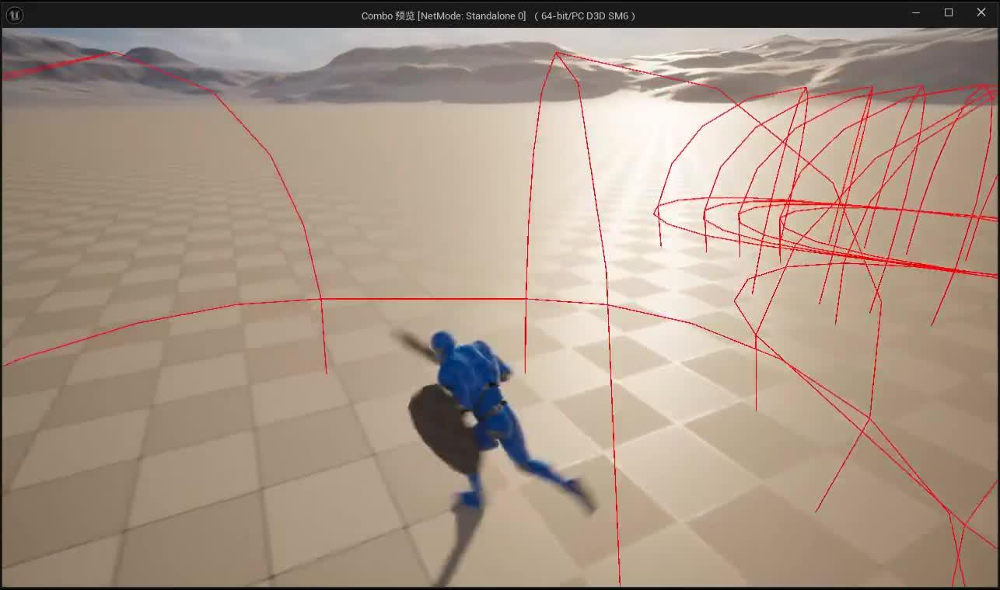 Combo 预览 [NetMode: Standalone 0] （64-bit/PC D3D SM6）